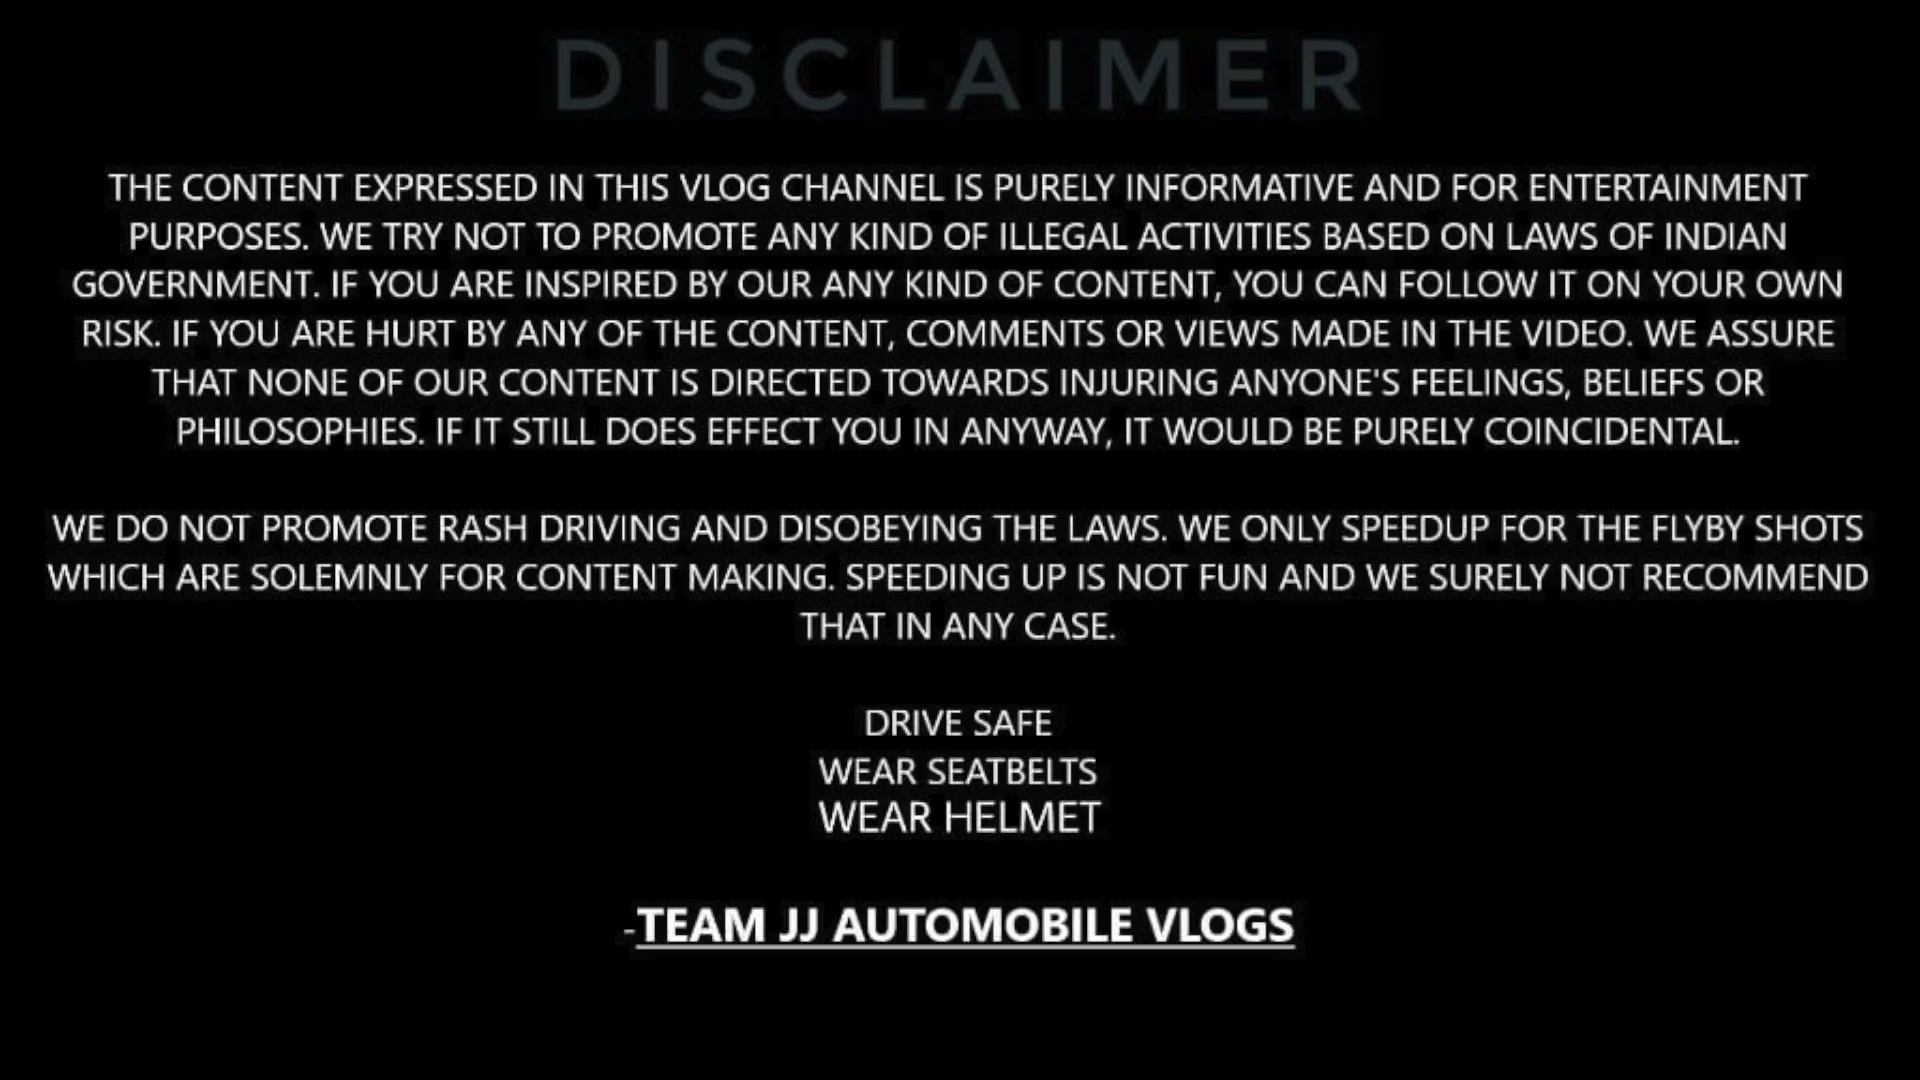 DISCLAIMER
THE CONTENT EXPRESSED IN THIS VLOG CHANNEL IS PURELY INFORMATIVE AND FOR ENTERTAINMENT
PURPOSES. WE TRY NOT TO PROMOTE ANY KIND OF ILLEGAL ACTIVITIES BASED ON LAWS OF INDIAN
GOVERNMENT. IF YOU ARE INSPIRED BY OUR ANY KIND OF CONTENT, YOU CAN FOLLOW IT ON YOUR OWN
RISK. IF YOU ARE HURT BY ANY OF THE CONTENT, COMMENTS OR VIEWS MADE IN THE VIDEO. WE ASSURE
THAT NONE OF OUR CONTENT IS DIRECTED TOWARDS INJURING ANYONE'S FEELINGS, BELIEFS OR
PHILOSOPHIES. IF IT STILL DOES EFFECT YOU IN ANYWAY, IT WOULD BE PURELY COINCIDENTAL.
WE DO NOT PROMOTE RASH DRIVING AND DISOBEYING THE LAWS. WE ONLY SPEEDUP FOR THE FLYBY SHOTS
WHICH ARE SOLEMNLY FOR CONTENT MAKING. SPEEDING UP IS NOT FUN AND WE SURELY NOT RECOMMEND
THAT IN ANY CASE.
DRIVE SAFE
WEAR SEATBELTS
WEAR HELMET
-TEAM JJ AUTOMOBILE VLOGS